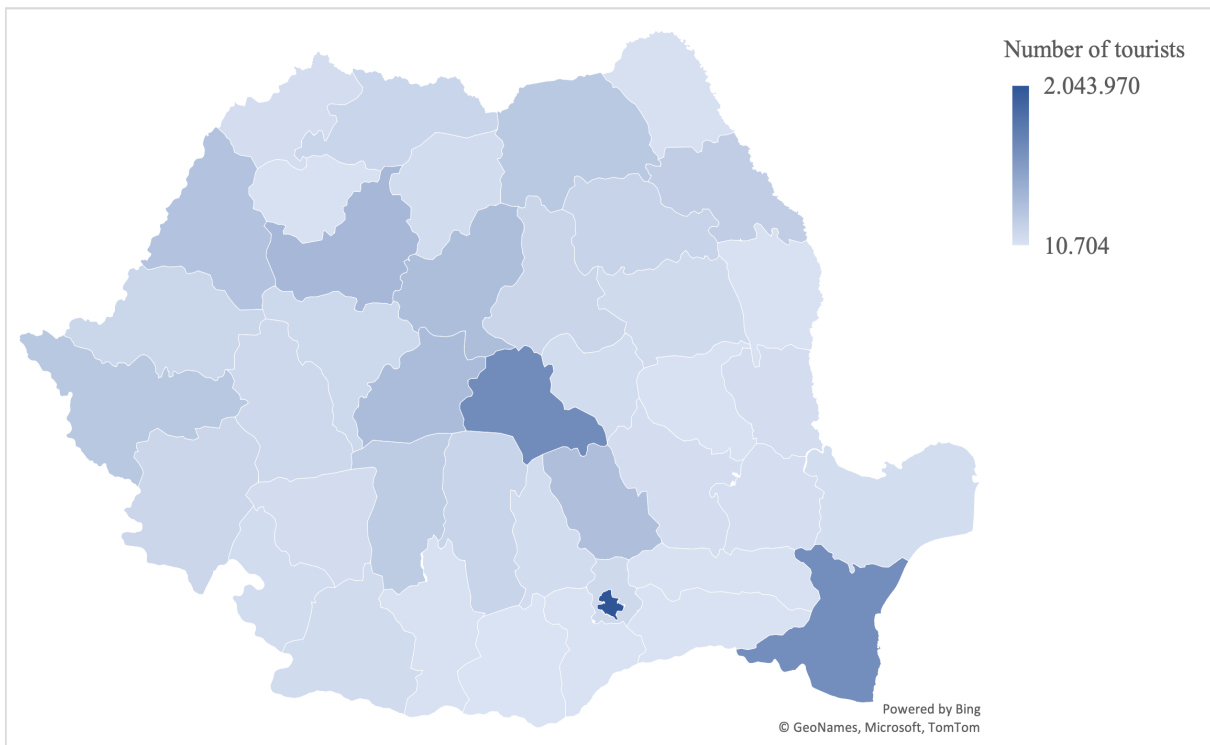 Number of tourists
2.043.970
10.704
Powered by Bing
© GeoNames, Microsoft, TomTom